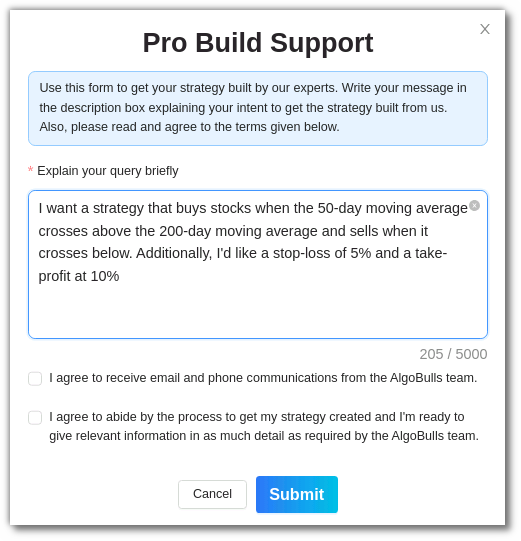 Pro Build Support
Use this form to get your strategy built by our experts. Write your message in
the description box explaining your intent to get the strategy built from us.
Also, please read and agree to the terms given below.
* Explain your query briefly
I want a strategy that buys stocks when the 50-day moving average
crosses above the 200-day moving average and sells when it
crosses below. Additionally, I'd like a stop-loss of 5% and a take-
profit at 10%
205 / 5000
I agree to receive email and phone communications from the AlgoBulls team.
I agree to abide by the process to get my strategy created and I'm ready to
give relevant information in as much detail as required by the AlgoBulls team.
Cancel
Submit